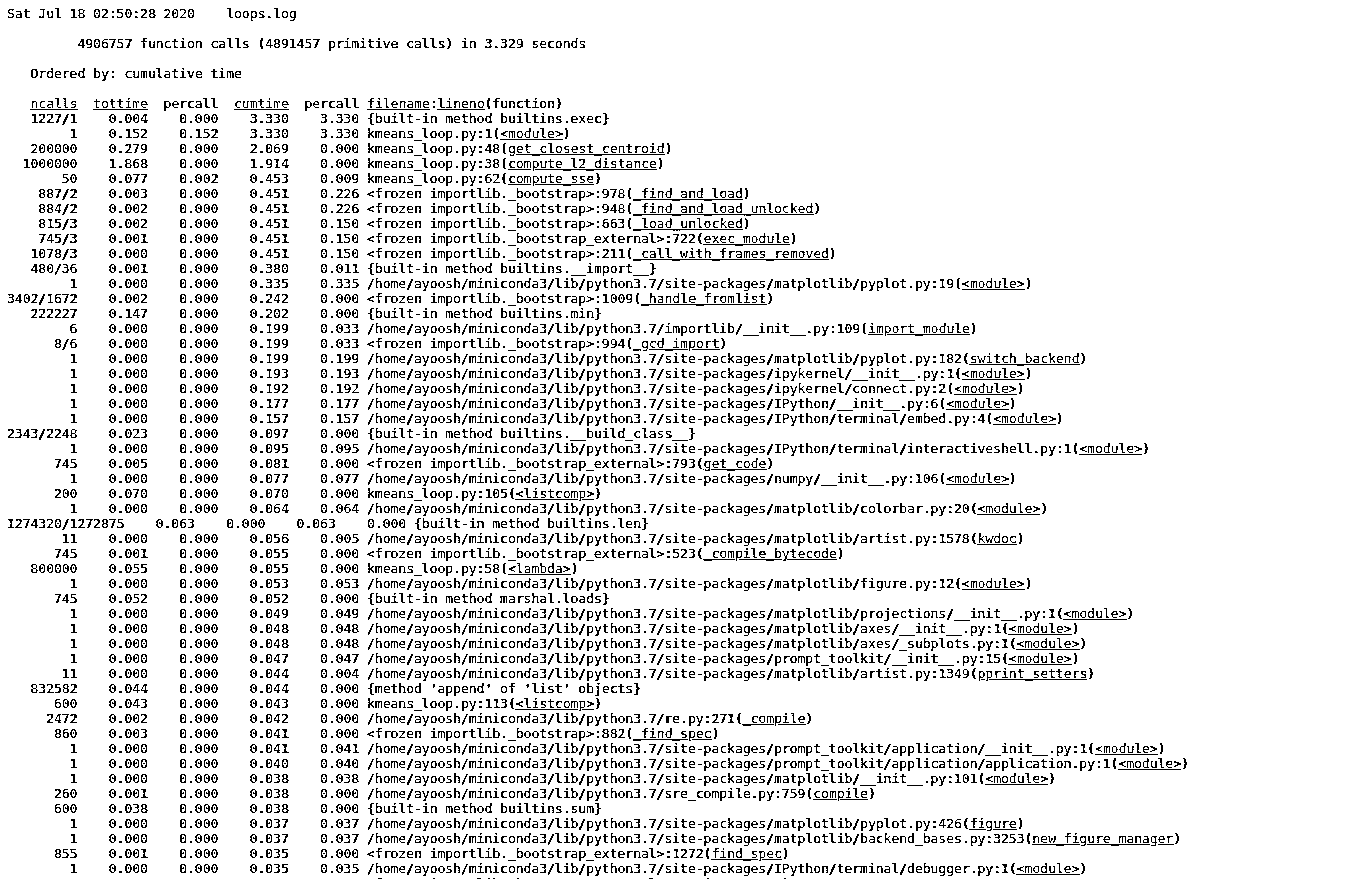 Sat Jul 18 02:50:28 2020    loops.log
4906757 function calls (4891457 primitive calls) in 3.329 seconds
Ordered by: cumulative time
ncalls  tottime  percall  cumtime  percall filename:lineno(function)
1227/1    0.004    0.000    3.330    3.330 {built-in method builtins.exec}
1    0.152    0.152    3.330    3.330 kmeans_loop.py:1(<module>)
200000    0.279    0.000    2.069    0.000 kmeans_loop.py:48(get_closest_centroid)
1000000    1.868    0.000    1.914    0.000 kmeans_loop.py:38(compute_l2_distance)
50    0.077    0.002    0.453    0.009 kmeans_loop.py:62(compute_sse)
887/2    0.003    0.000    0.451    0.226 <frozen importlib._bootstrap>:978(_find_and_load)
884/2    0.002    0.000    0.451    0.226 <frozen importlib._bootstrap>:948(_find_and_load_unlocked)
815/3    0.002    0.000    0.451    0.150 <frozen importlib._bootstrap>:663(_load_unlocked)
745/3    0.001    0.000    0.451    0.150 <frozen importlib._bootstrap_external>:722(exec_module)
1078/3    0.000    0.000    0.451    0.150 <frozen importlib._bootstrap>:211(_call_with_frames_removed)
480/36    0.001    0.000    0.380    0.011 {built-in method builtins.__import__}
1    0.000    0.000    0.335    0.335 /home/ayoosh/miniconda3/lib/python3.7/site-packages/matplotlib/pyplot.py:19(<module>)
3402/1672    0.002    0.000    0.242    0.000 <frozen importlib._bootstrap>:1009(_handle_fromlist)
222227    0.147    0.000    0.202    0.000 {built-in method builtins.min}
6    0.000    0.000    0.199    0.033 /home/ayoosh/miniconda3/lib/python3.7/importlib/__init__.py:109(import_module)
8/6    0.000    0.000    0.199    0.033 <frozen importlib._bootstrap>:994(_gcd_import)
1    0.000    0.000    0.199    0.199 /home/ayoosh/miniconda3/lib/python3.7/site-packages/matplotlib/pyplot.py:182(switch_backend)
1    0.000    0.000    0.193    0.193 /home/ayoosh/miniconda3/lib/python3.7/site-packages/ipykernel/__init__.py:1(<module>)
1    0.000    0.000    0.192    0.192 /home/ayoosh/miniconda3/lib/python3.7/site-packages/ipykernel/connect.py:2(<module>)
1    0.000    0.000    0.177    0.177 /home/ayoosh/miniconda3/lib/python3.7/site-packages/IPython/__init__.py:6(<module>)
1    0.000    0.000    0.157    0.157 /home/ayoosh/miniconda3/lib/python3.7/site-packages/IPython/terminal/embed.py:4(<module>)
2343/2248    0.023    0.000    0.097    0.000 {built-in method builtins.__build_class__}
1    0.000    0.000    0.095    0.095 /home/ayoosh/miniconda3/lib/python3.7/site-packages/IPython/terminal/interactiveshell.py:1(<module>)
745    0.005    0.000    0.081    0.000 <frozen importlib._bootstrap_external>:793(get_code)
1    0.000    0.000    0.077    0.077 /home/ayoosh/miniconda3/lib/python3.7/site-packages/numpy/__init__.py:106(<module>)
200    0.070    0.000    0.070    0.000 kmeans_loop.py:105(<listcomp>)
1    0.000    0.000    0.064    0.064 /home/ayoosh/miniconda3/lib/python3.7/site-packages/matplotlib/colorbar.py:20(<module>)
1274320/1272875    0.063    0.000    0.063    0.000 {built-in method builtins.len}
11    0.000    0.000    0.056    0.005 /home/ayoosh/miniconda3/lib/python3.7/site-packages/matplotlib/artist.py:1578(kwdoc)
745    0.001    0.000    0.055    0.000 <frozen importlib._bootstrap_external>:523(_compile_bytecode)
800000    0.055    0.000    0.055    0.000 kmeans_loop.py:58(<lambda>)
1    0.000    0.000    0.053    0.053 /home/ayoosh/miniconda3/lib/python3.7/site-packages/matplotlib/figure.py:12(<module>)
745    0.052    0.000    0.052    0.000 {built-in method marshal.loads}
1    0.000    0.000    0.049    0.049 /home/ayoosh/miniconda3/lib/python3.7/site-packages/matplotlib/projections/__init__.py:1(<module>)
1    0.000    0.000    0.048    0.048 /home/ayoosh/miniconda3/lib/python3.7/site-packages/matplotlib/axes/__init__.py:1(<module>)
1    0.000    0.000    0.048    0.048 /home/ayoosh/miniconda3/lib/python3.7/site-packages/matplotlib/axes/_subplots.py:1(<module>)
1    0.000    0.000    0.047    0.047 /home/ayoosh/miniconda3/lib/python3.7/site-packages/prompt_toolkit/__init__.py:15(<module>)
11    0.000    0.000    0.044    0.004 /home/ayoosh/miniconda3/lib/python3.7/site-packages/matplotlib/artist.py:1349(pprint_setters)
832582    0.044    0.000    0.044    0.000 {method 'append' of 'list' objects}
600    0.043    0.000    0.043    0.000 kmeans_loop.py:113(<listcomp>)
2472    0.002    0.000    0.042    0.000 /home/ayoosh/miniconda3/lib/python3.7/re.py:271(_compile)
860    0.003    0.000    0.041    0.000 <frozen importlib._bootstrap>:882(_find_spec)
1    0.000    0.000    0.041    0.041 /home/ayoosh/miniconda3/lib/python3.7/site-packages/prompt_toolkit/application/__init__.py:1(<module>)
1    0.000    0.000    0.040    0.040 /home/ayoosh/miniconda3/lib/python3.7/site-packages/prompt_toolkit/application/application.py:1(<module>)
1    0.000    0.000    0.038    0.038 /home/ayoosh/miniconda3/lib/python3.7/site-packages/matplotlib/__init__.py:101(<module>)
260    0.001    0.000    0.038    0.000 /home/ayoosh/miniconda3/lib/python3.7/sre_compile.py:759(compile)
600    0.038    0.000    0.038    0.000 {built-in method builtins.sum}
1    0.000    0.000    0.037    0.037 /home/ayoosh/miniconda3/lib/python3.7/site-packages/matplotlib/pyplot.py:426(figure)
1    0.000    0.000    0.037    0.037 /home/ayoosh/miniconda3/lib/python3.7/site-packages/matplotlib/backend_bases.py:3253(new_figure_manager)
855    0.001    0.000    0.035    0.000 <frozen importlib._bootstrap_external>:1272(find_spec)
1    0.000    0.000    0.035    0.035 /home/ayoosh/miniconda3/lib/python3.7/site-packages/IPython/terminal/debugger.py:1(<module>)